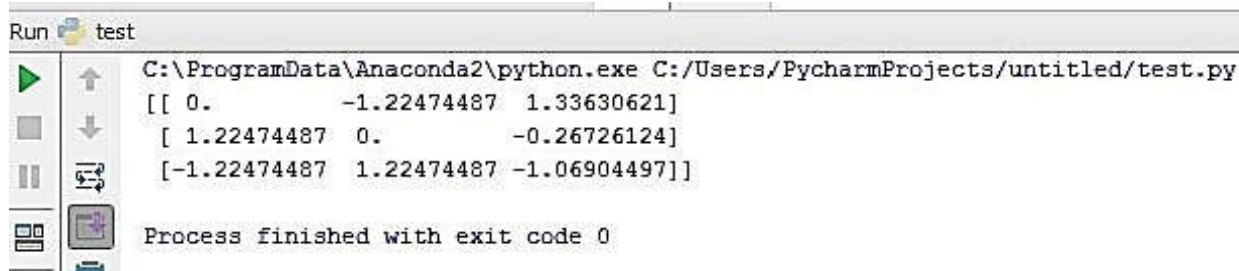 Run test
C:\ProgramData\Anaconda2\python.exe C:/Users/PycharmProjects/untitled/test.py
[[ 0.         -1.22474487  1.33630621]
 [ 1.22474487  0.         -0.26726124]
 [-1.22474487  1.22474487 -1.06904497]]
Process finished with exit code 0